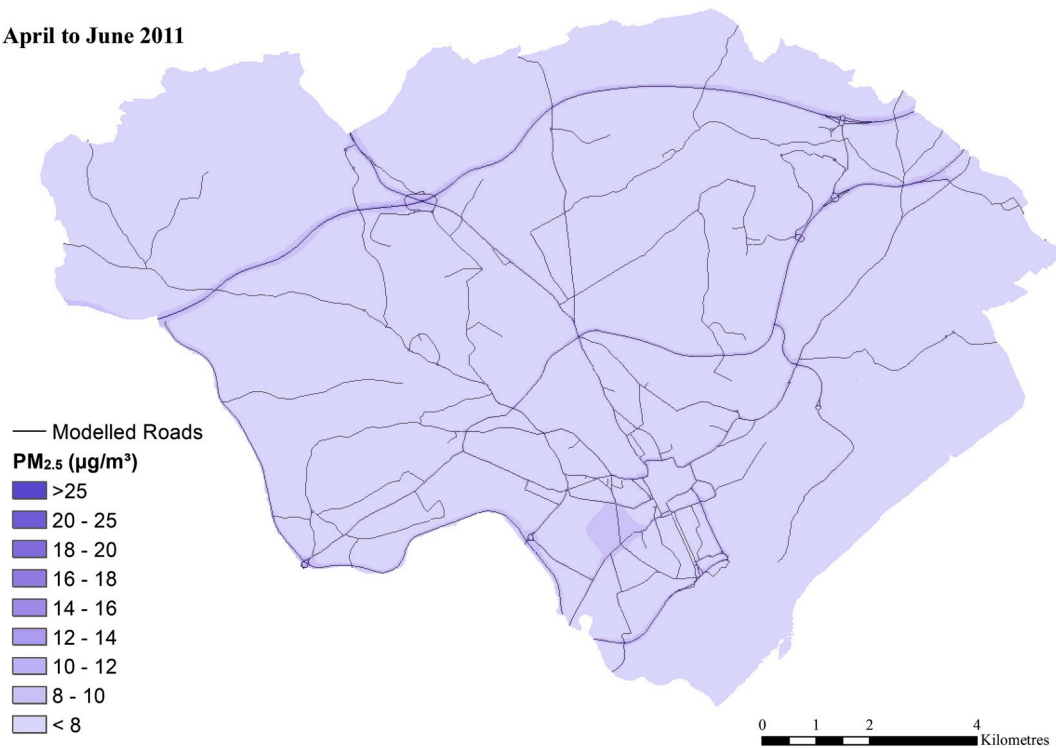 April to June 2011
Modelled Roads
PM₂.₅ (µg/m³)
>25
20 - 25
18 - 20
16 - 18
14 - 16
12 - 14
10 - 12
8 - 10
< 8
0 1 2 4
Kilometres